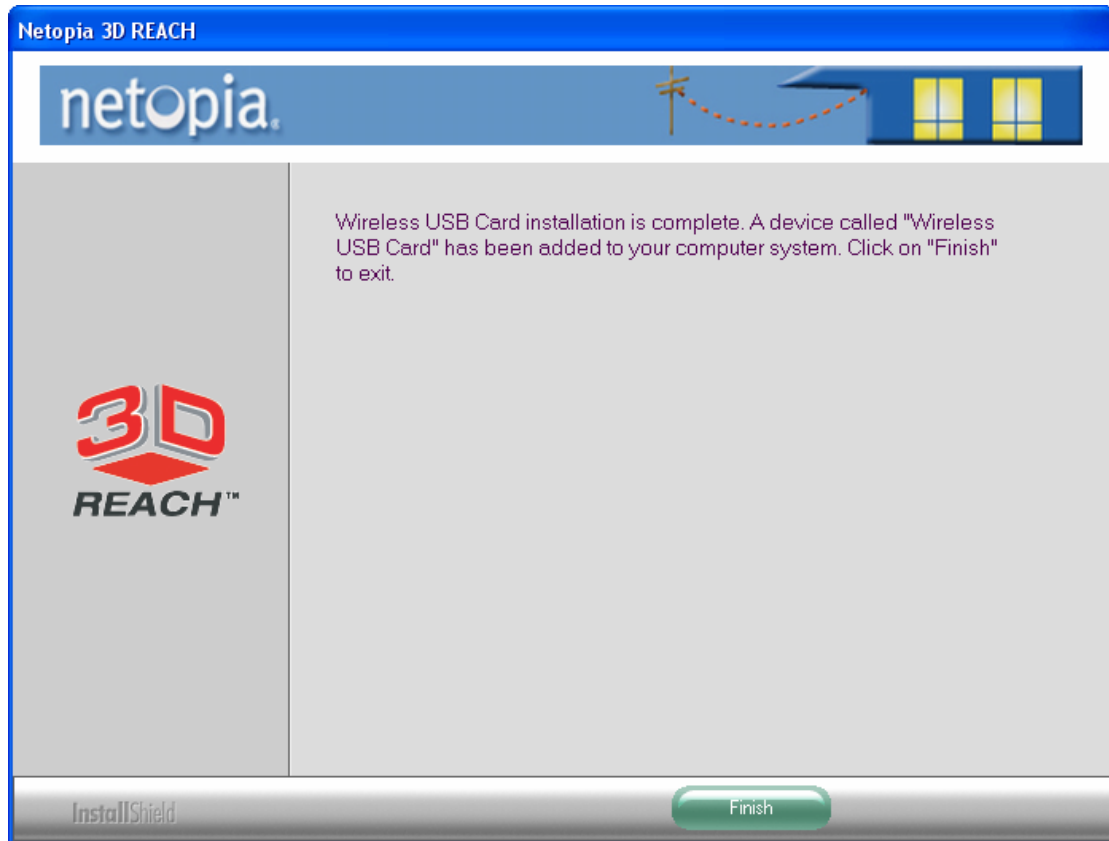 Netopia 3D REACH
netopia®
Wireless USB Card installation is complete. A device called "Wireless
USB Card" has been added to your computer system. Click on "Finish"
to exit.
3D
REACH™
InstallShield
Finish